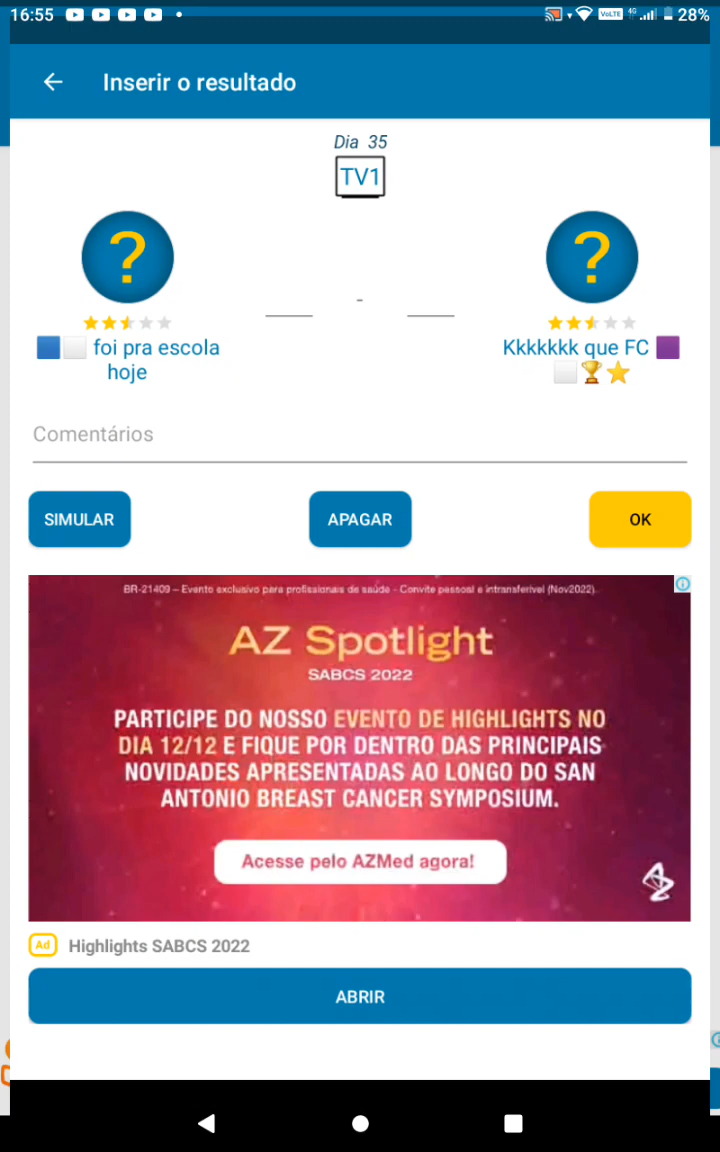 16:55 VoLTE 4G 28%
Inserir o resultado
Dia 35
TV1
? ?
-
🟦⬜ foi pra escola
hoje
Kkkkkkk que FC 🟪
⬜🏆⭐
Comentários
SIMULAR APAGAR OK
BR-21409 – Evento exclusivo para profissionais de saúde - Convite pessoal e intransferível (Nov2022)
AZ Spotlight
SABCS 2022
PARTICIPE DO NOSSO EVENTO DE HIGHLIGHTS NO
DIA 12/12 E FIQUE POR DENTRO DAS PRINCIPAIS
NOVIDADES APRESENTADAS AO LONGO DO SAN
ANTONIO BREAST CANCER SYMPOSIUM.
Acesse pelo AZMed agora!
Ad Highlights SABCS 2022
ABRIR